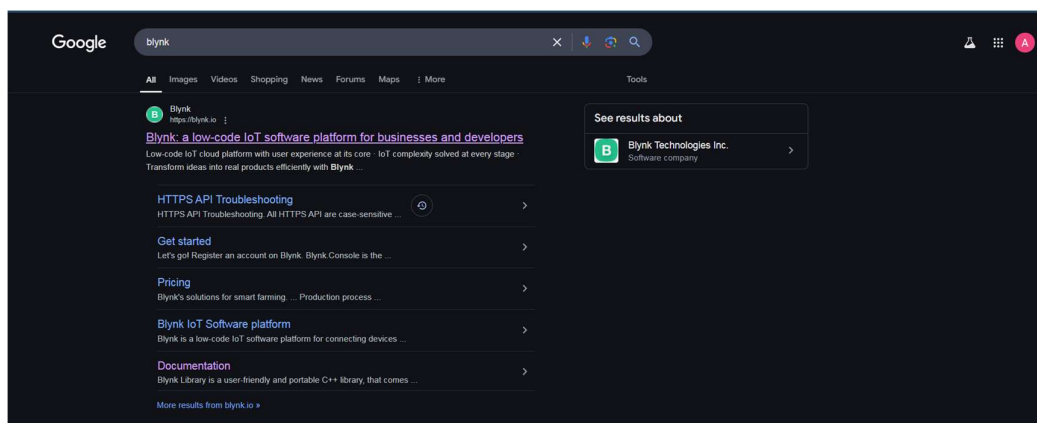 Google
blynk
All Images Videos Shopping News Forums Maps ⋮ More Tools
A
B
Blynk
https://blynk.io ⋮
Blynk: a low-code IoT software platform for businesses and developers
Low-code IoT cloud platform with user experience at its core · IoT complexity solved at every stage ·
Transform ideas into real products efficiently with Blynk ...
HTTPS API Troubleshooting
HTTPS API Troubleshooting. All HTTPS API are case-sensitive ...
Get started
Let's go! Register an account on Blynk. Blynk.Console is the ...
Pricing
Blynk's solutions for smart farming. ... Production process ...
Blynk IoT Software platform
Blynk is a low-code IoT software platform for connecting devices ...
Documentation
Blynk Library is a user-friendly and portable C++ library, that comes ...
More results from blynk.io »
See results about
B
Blynk Technologies Inc.
Software company